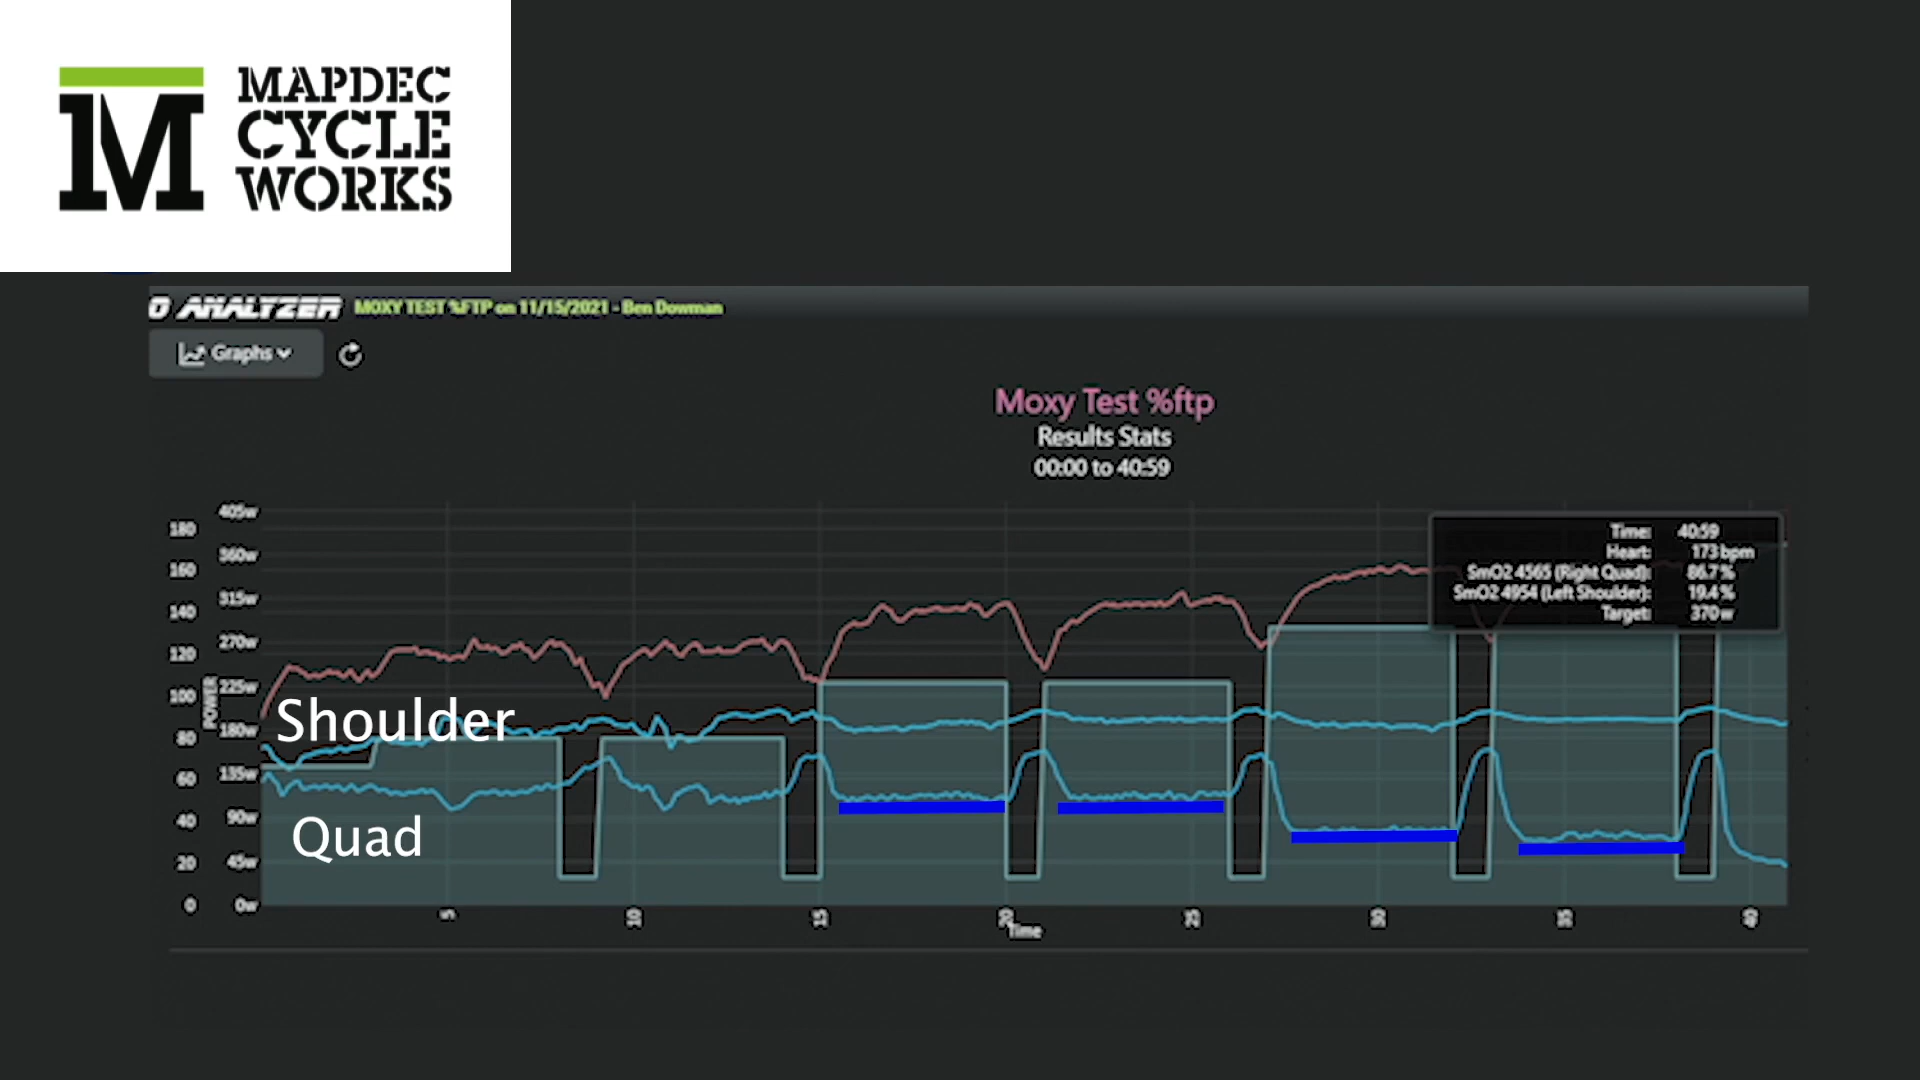 MAPDEC
CYCLE
WORKS
O ANALYZER MOXY TEST %FTP on 11/15/2021 - Ben Dowman
Graphs
Moxy Test %ftp
Results Stats
00:00 to 40:59
405w
180
360w
160
315w
140
270w
120
225w
100
180w
80
135w
60
90w
40
45w
20
0w
0
POWER
Time: 40:59
Heart: 173 bpm
SmO2 4565 (Right Quad): 86.7 %
SmO2 4954 (Left Shoulder): 19.4 %
Target: 370 w
Shoulder
Quad
5 10 15 20 25 30 35 40
Time